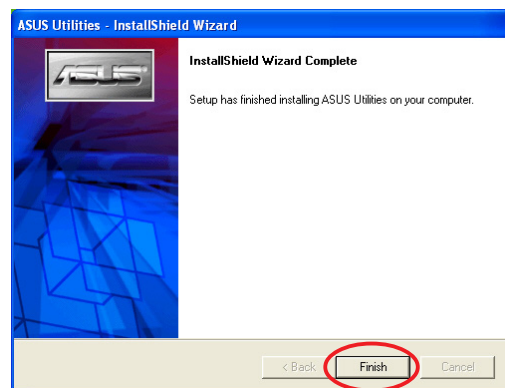 ASUS Utilities - InstallShield Wizard
ASUS
InstallShield Wizard Complete
Setup has finished installing ASUS Utilities on your computer.
< Back
Finish
Cancel